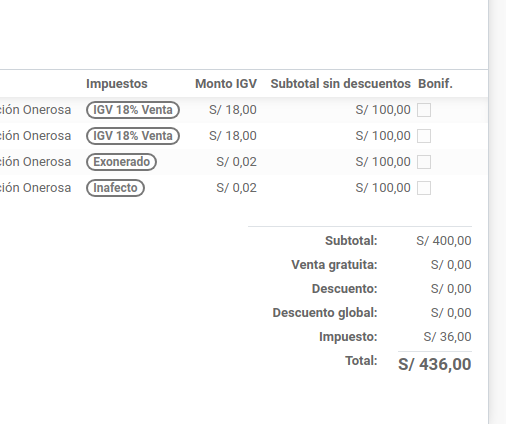 Impuestos Monto IGV Subtotal sin descuentos Bonif.
ción Onerosa IGV 18% Venta S/ 18,00 S/ 100,00
ción Onerosa IGV 18% Venta S/ 18,00 S/ 100,00
ción Onerosa Exonerado S/ 0,02 S/ 100,00
ción Onerosa Inafecto S/ 0,02 S/ 100,00
Subtotal: S/ 400,00
Venta gratuita: S/ 0,00
Descuento: S/ 0,00
Descuento global: S/ 0,00
Impuesto: S/ 36,00
Total: S/ 436,00